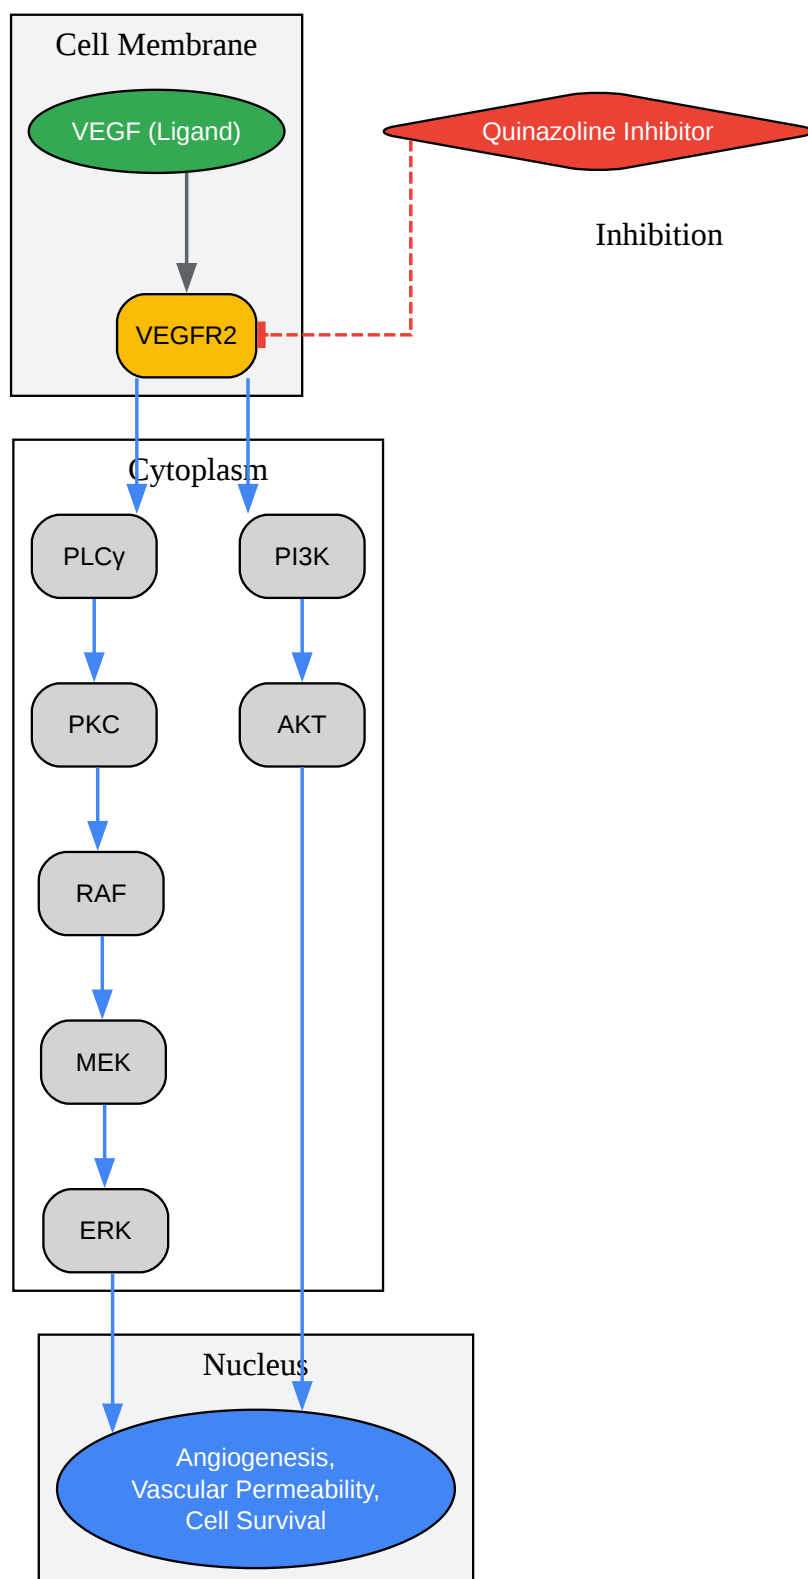 Cell Membrane
VEGF (Ligand)
Quinazoline Inhibitor
Inhibition
VEGFR2
Cytoplasm
PLCγ
PI3K
PKC
AKT
RAF
MEK
ERK
Nucleus
Angiogenesis,
Vascular Permeability,
Cell Survival